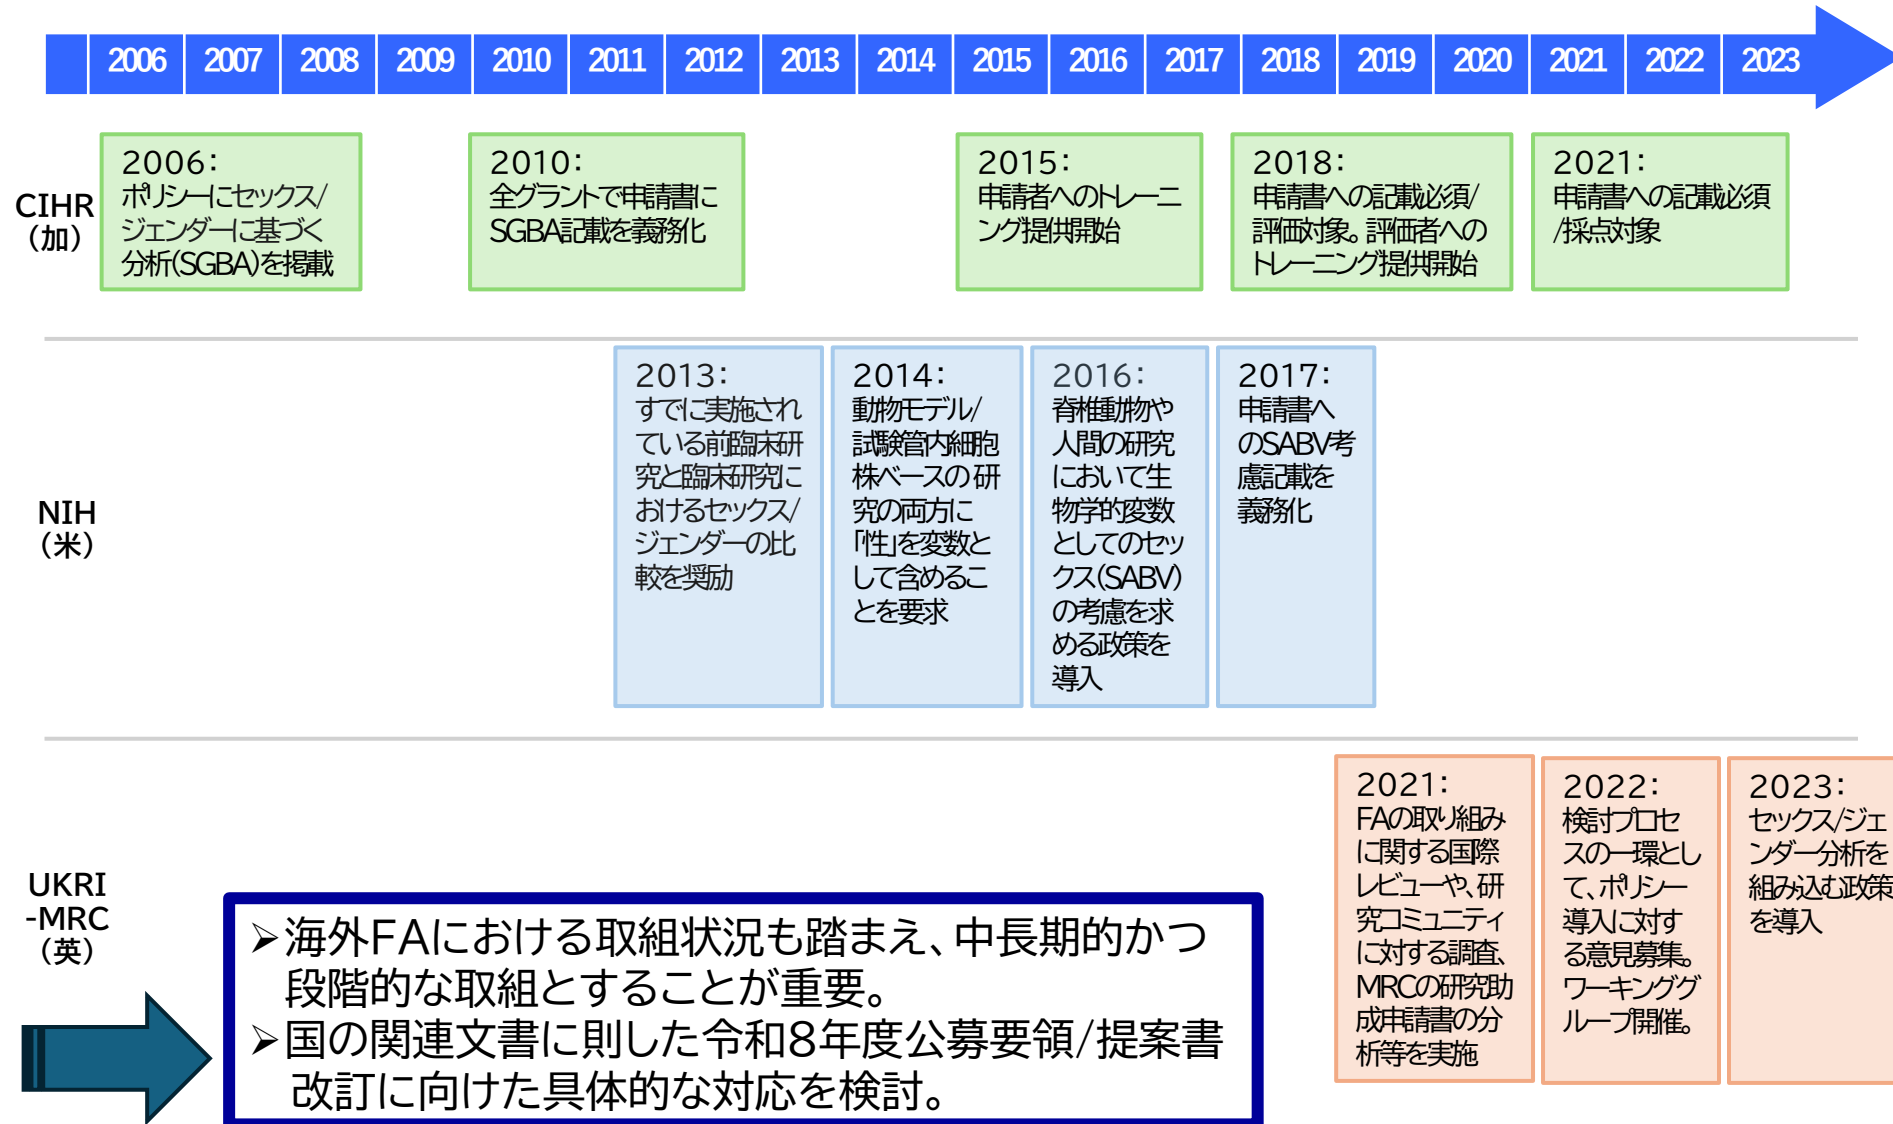 2006 2007 2008 2009 2010 2011 2012 2013 2014 2015 2016 2017 2018 2019 2020 2021 2022 2023
CIHR
（加）
2006：
ポリシーにセックス/
ジェンダーに基づく
分析(SGBA)を掲載
2010：
全グラントで申請書に
SGBA記載を義務化
2015：
申請者へのトレーニ
ング提供開始
2018：
申請書への記載必須/
評価対象。評価者への
トレーニング提供開始
2021：
申請書への記載必須
/採点対象
NIH
（米）
2013：
すでに実施され
ている前臨床研
究と臨床研究に
おけるセックス/
ジェンダーの比
較を奨励
2014：
動物モデル/
試験管内細胞
株ベースの研
究の両方に
「性」を変数と
して含めるこ
とを要求
2016：
脊椎動物や
人間の研究
において生
物学的変数
としてのセッ
クス(SABV)
の考慮を求
める政策を
導入
2017：
申請書へ
のSABV考
慮記載を
義務化
UKRI
-MRC
（英）
2021：
FAの取り組み
に関する国際
レビューや、研
究コミュニティ
に対する調査、
MRCの研究助
成申請書の分
析等を実施
2022：
検討プロセ
スの一環とし
て、ポリシー
導入に対す
る意見募集。
ワーキンググ
ループ開催。
2023：
セックス/ジェ
ンダー分析を
組み込む政策
を導入
➢海外FAにおける取組状況も踏まえ、中長期的かつ
段階的な取組とすることが重要。
➢国の関連文書に則した令和8年度公募要領/提案書
改訂に向けた具体的な対応を検討。